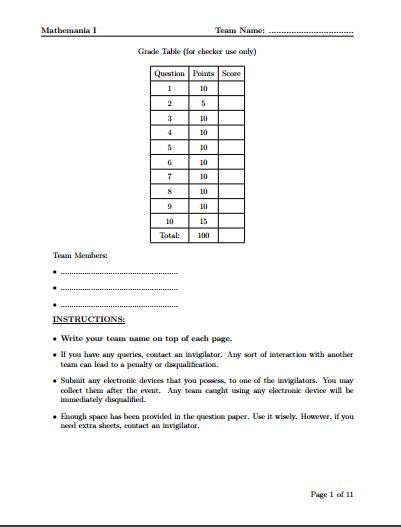 Mathemania I Team Name: ..................................
Grade Table (for checker use only)
Question Points Score
1 10
2 5
3 10
4 10
5 10
6 10
7 10
8 10
9 10
10 15
Total: 100
Team Members:
• ...............................................
• ...............................................
• ...............................................
INSTRUCTIONS:
• Write your team name on top of each page.
• If you have any queries, contact an invigilator. Any sort of interaction with another
team can lead to a penalty or disqualification.
• Submit any electronic devices that you possess, to one of the invigilators. You may
collect them after the event. Any team caught using any electronic device will be
immediately disqualified.
• Enough space has been provided in the question paper. Use it wisely. However, if you
need extra sheets, contact an invigilator.
Page 1 of 11